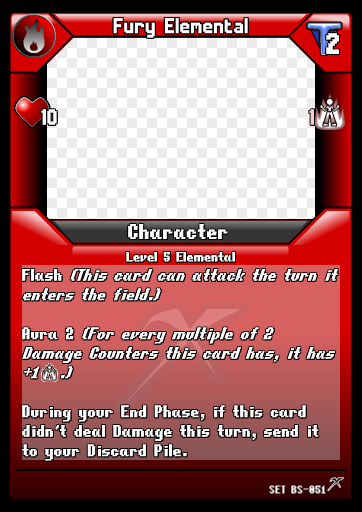 Fury Elemental
T2
10
1
Character
Level 5 Elemental
Flash (This card can attack the turn it
enters the field.)
Aura 2 (For every multiple of 2
Damage Counters this card has, it has
+1 .)
During your End Phase, if this card
didn't deal Damage this turn, send it
to your Discard Pile.
SET BS-051